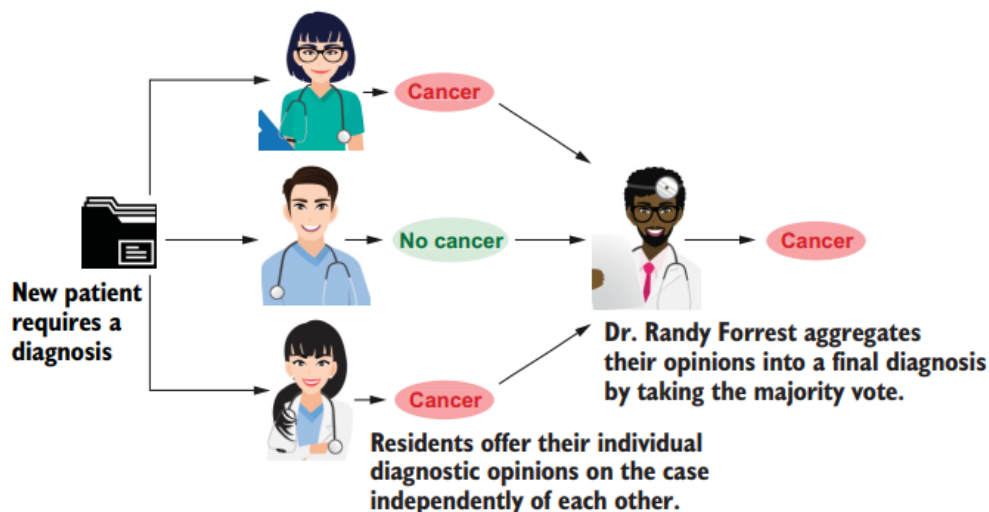 Cancer
No cancer
Cancer
Cancer
New patient
requires a
diagnosis
Dr. Randy Forrest aggregates
their opinions into a final diagnosis
by taking the majority vote.
Residents offer their individual
diagnostic opinions on the case
independently of each other.